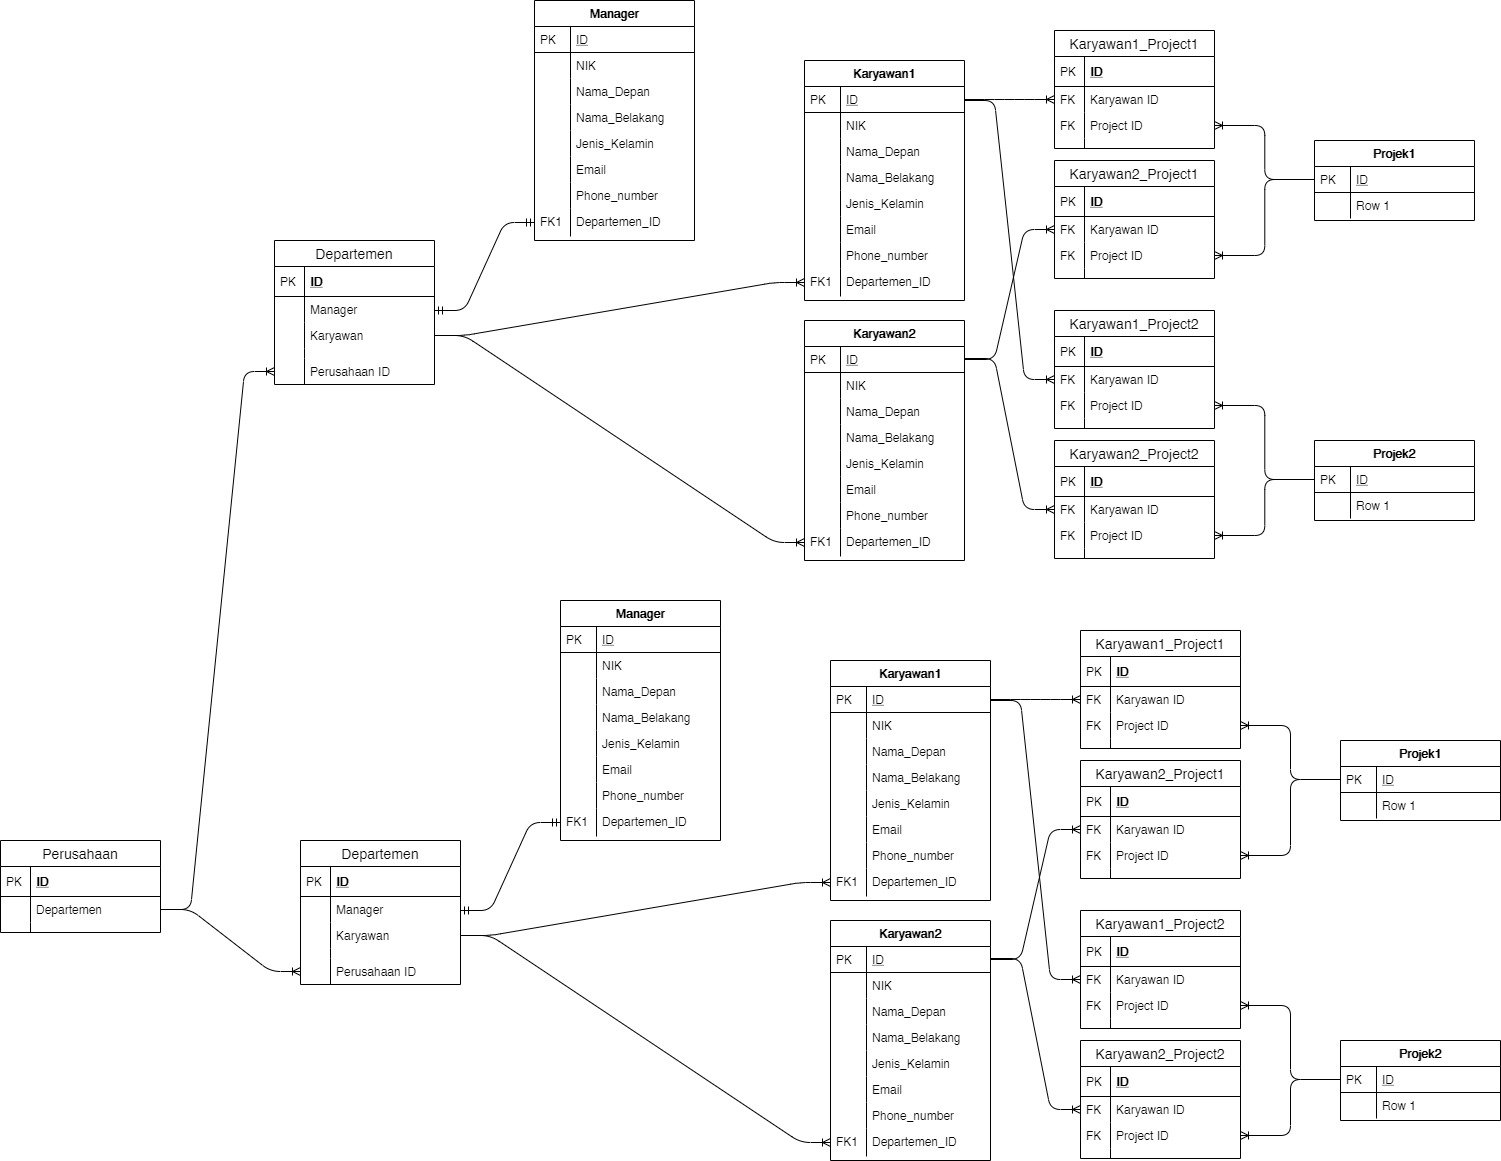 Manager
PK ID
NIK
Nama_Depan
Nama_Belakang
Jenis_Kelamin
Email
Phone_number
FK1 Departemen_ID
Departemen
PK ID
Manager
Karyawan
Perusahaan ID
Karyawan1
PK ID
NIK
Nama_Depan
Nama_Belakang
Jenis_Kelamin
Email
Phone_number
FK1 Departemen_ID
Karyawan2
PK ID
NIK
Nama_Depan
Nama_Belakang
Jenis_Kelamin
Email
Phone_number
FK1 Departemen_ID
Karyawan1_Project1
PK ID
FK Karyawan ID
FK Project ID
Karyawan2_Project1
PK ID
FK Karyawan ID
FK Project ID
Karyawan1_Project2
PK ID
FK Karyawan ID
FK Project ID
Karyawan2_Project2
PK ID
FK Karyawan ID
FK Project ID
Projek1
PK ID
Row 1
Projek2
PK ID
Row 1
Perusahaan
PK ID
Departemen
Departemen
PK ID
Manager
Karyawan
Perusahaan ID
Manager
PK ID
NIK
Nama_Depan
Nama_Belakang
Jenis_Kelamin
Email
Phone_number
FK1 Departemen_ID
Karyawan1
PK ID
NIK
Nama_Depan
Nama_Belakang
Jenis_Kelamin
Email
Phone_number
FK1 Departemen_ID
Karyawan2
PK ID
NIK
Nama_Depan
Nama_Belakang
Jenis_Kelamin
Email
Phone_number
FK1 Departemen_ID
Karyawan1_Project1
PK ID
FK Karyawan ID
FK Project ID
Karyawan2_Project1
PK ID
FK Karyawan ID
FK Project ID
Karyawan1_Project2
PK ID
FK Karyawan ID
FK Project ID
Karyawan2_Project2
PK ID
FK Karyawan ID
FK Project ID
Projek1
PK ID
Row 1
Projek2
PK ID
Row 1